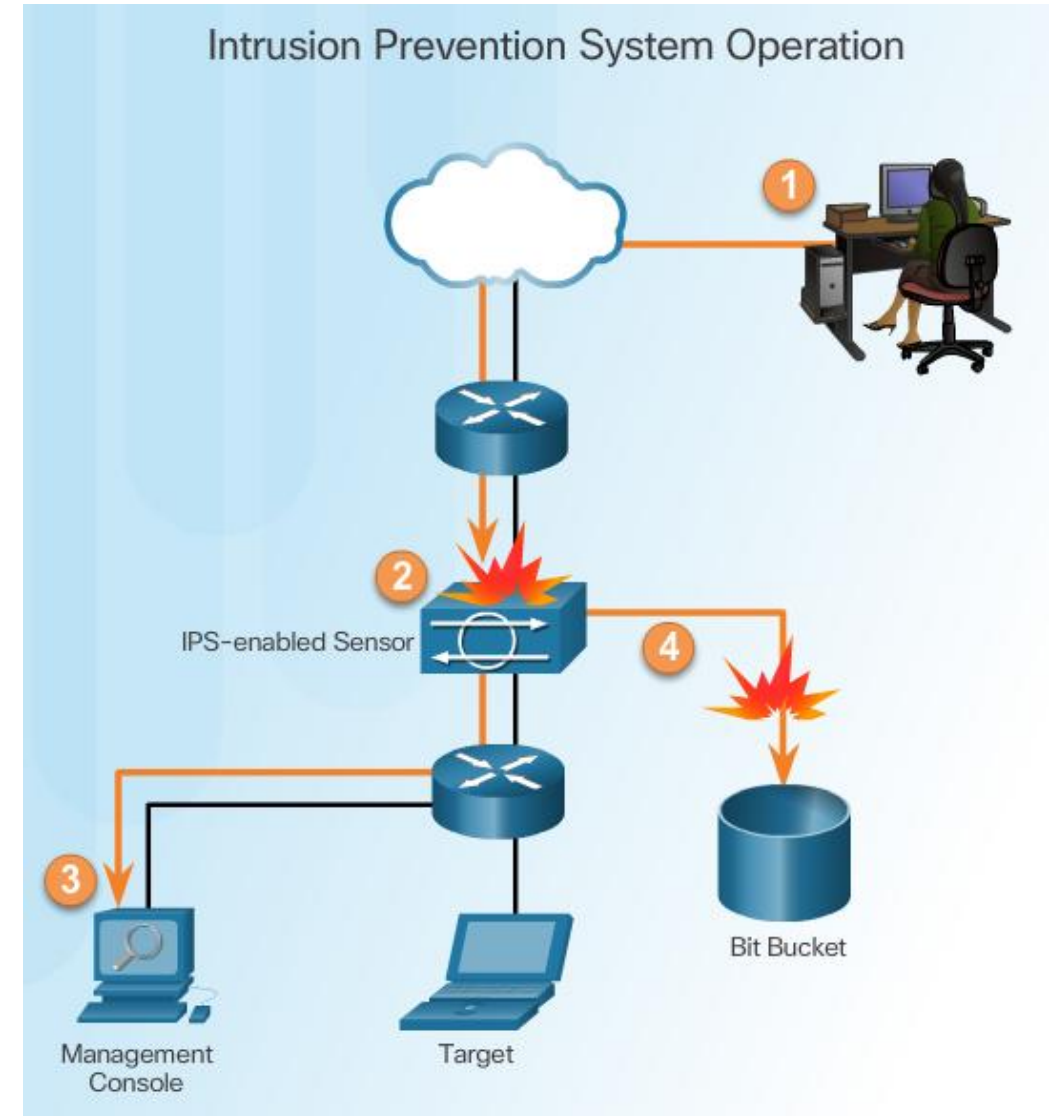 Intrusion Prevention System Operation
1
2
IPS-enabled Sensor
4
3
Bit Bucket
Management
Console
Target